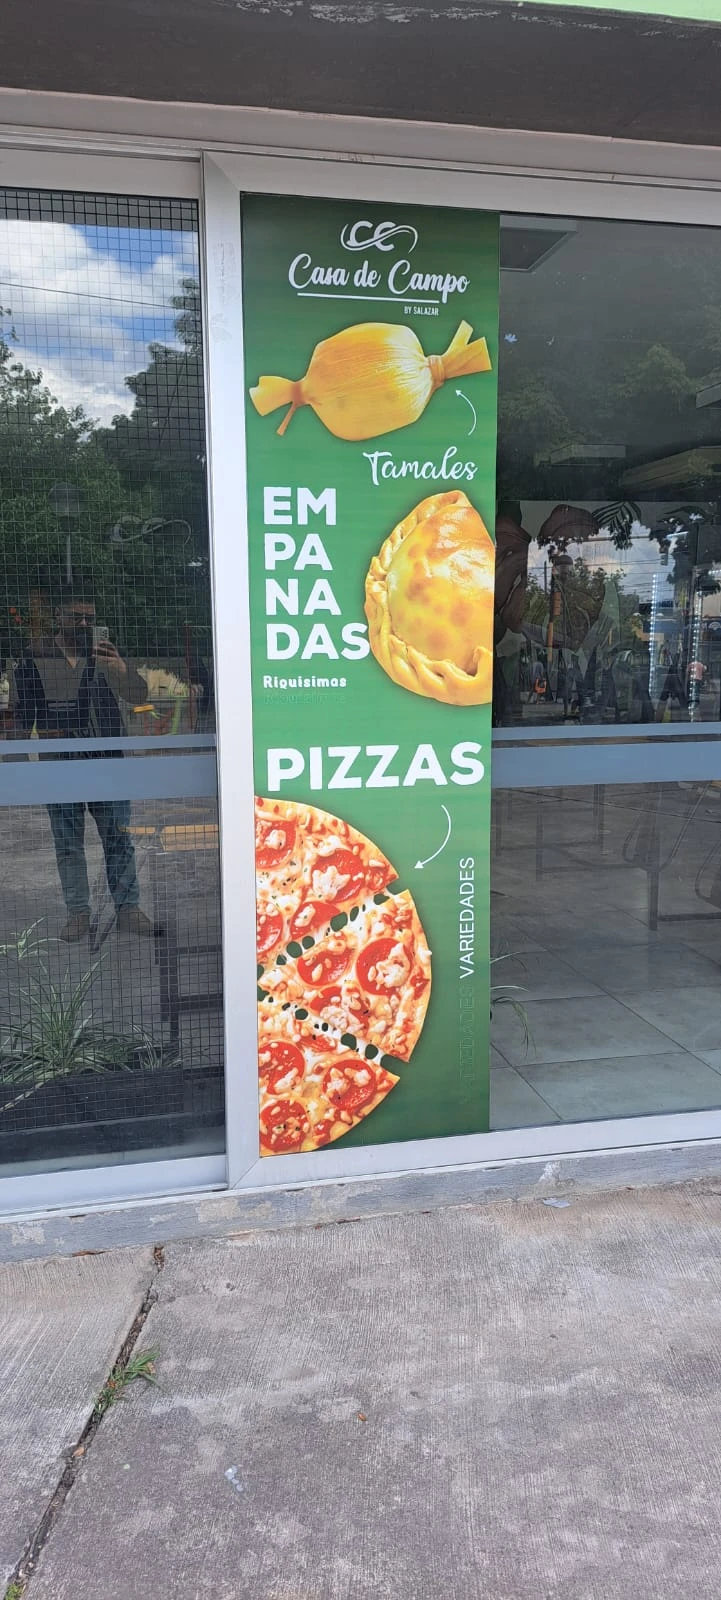 CC
Casa de Campo
BY SALAZAR
Tamales
EM
PA
NA
DAS
Riquisimas
PIZZAS
VARIEDADES